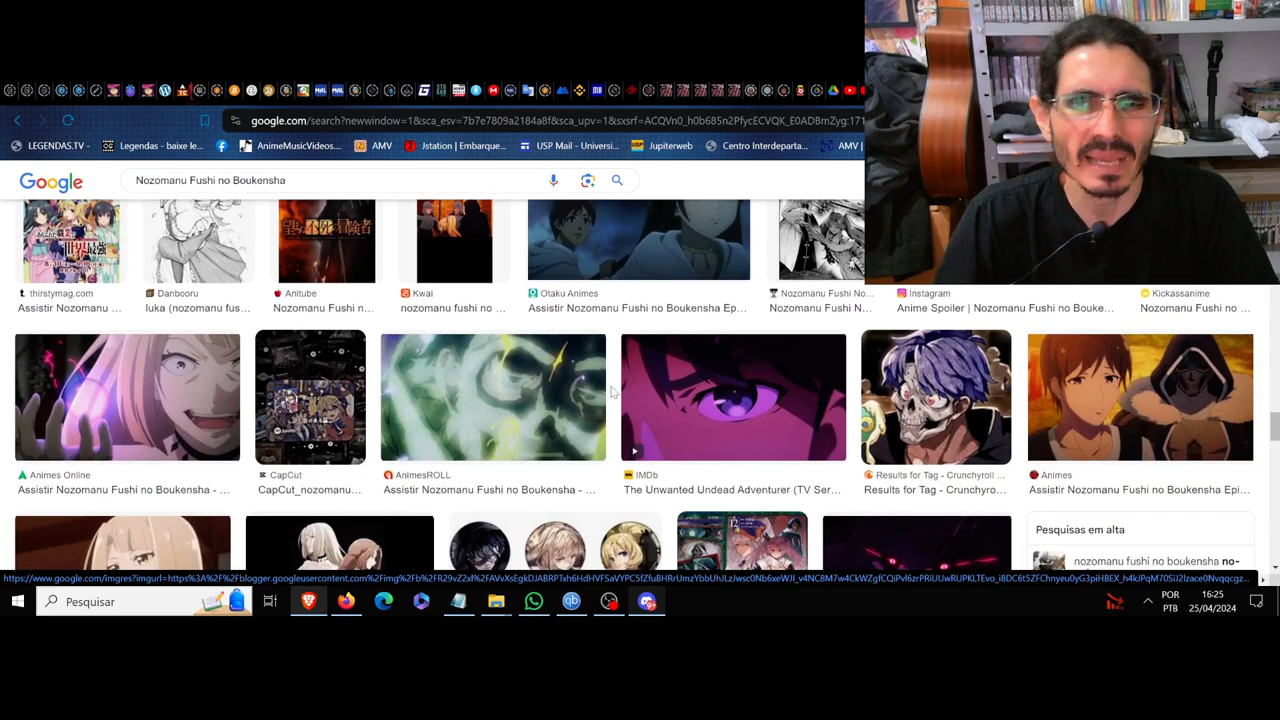 google.com/search?newwindow=1&sca_esv=7b7e7809a2184a8f&sca_upv=1&sxsrf=ACQVn0_h0b685n2PfycECVQK_E0ADBmZyg:171
LEGENDAS.TV -
Legendas - baixe le...
AnimeMusicVideos....
AMV
Jstation | Embarque...
USP Mail - Universi...
Jupiterweb
Centro Interdeparta...
AMV |
Google
Nozomanu Fushi no Boukensha
thirstymag.com
Danbooru
Anitube
Kwai
Otaku Animes
Nozomanu Fushi No...
Instagram
Kickassanime
Assistir Nozomanu ...
luka (nozomanu fus...
Nozomanu Fushi n...
nozomanu fushi no ...
Assistir Nozomanu Fushi no Boukensha Ep...
Nozomanu Fushi N...
Anime Spoiler | Nozomanu Fushi no Bouke...
Nozomanu Fushi no ...
Animes Online
CapCut
AnimesROLL
IMDb
Results for Tag - Crunchyroll ...
Animes
Assistir Nozomanu Fushi no Boukensha - ...
CapCut_nozomanu...
Assistir Nozomanu Fushi no Boukensha - ...
The Unwanted Undead Adventurer (TV Ser...
Results for Tag - Crunchyro...
Assistir Nozomanu Fushi no Boukensha Epi...
12
Pesquisas em alta
nozomanu fushi no boukensha no-
Pesquisar
POR
PTB
16:25
25/04/2024